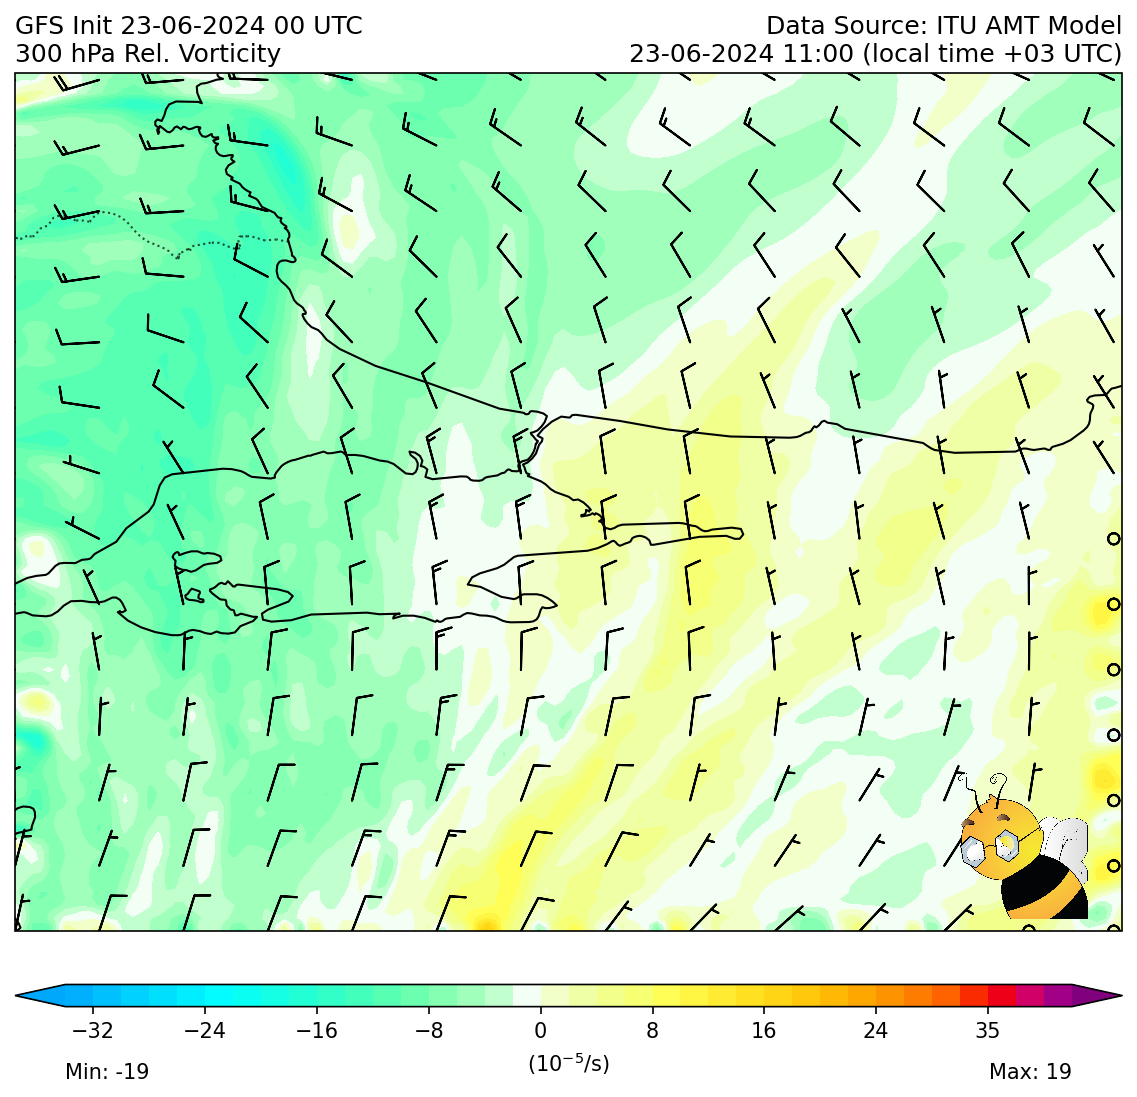 GFS Init 23-06-2024 00 UTC
Data Source: ITU AMT Model
300 hPa Rel. Vorticity
23-06-2024 11:00 (local time +03 UTC)
−32 −24 −16 −8 0 8 16 24 35
(10⁻⁵/s)
Min: -19
Max: 19